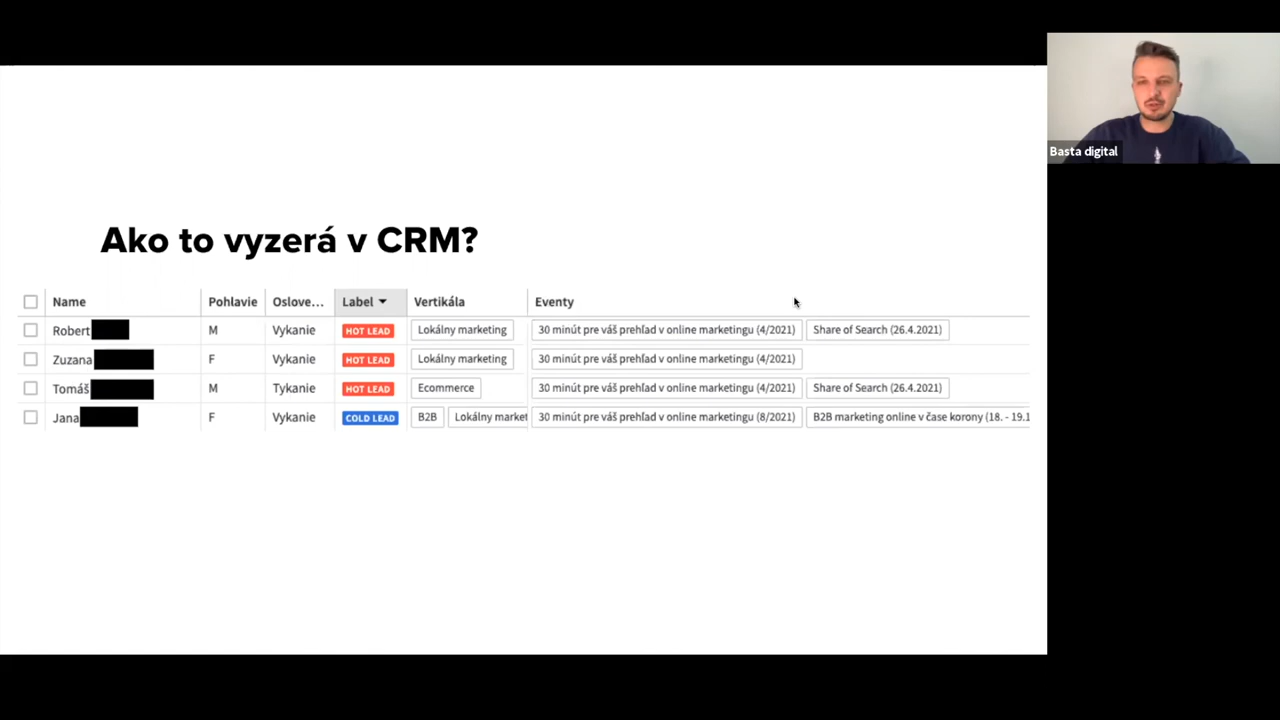 Basta digital
Ako to vyzerá v CRM?
Name Pohlavie Oslove... Label Vertikála Eventy
Robert M Vykanie HOT LEAD Lokálny marketing 30 minút pre váš prehľad v online marketingu (4/2021) Share of Search (26.4.2021)
Zuzana F Vykanie HOT LEAD Lokálny marketing 30 minút pre váš prehľad v online marketingu (4/2021)
Tomáš M Tykanie HOT LEAD Ecommerce 30 minút pre váš prehľad v online marketingu (4/2021) Share of Search (26.4.2021)
Jana F Vykanie COLD LEAD B2B Lokálny market 30 minút pre váš prehľad v online marketingu (8/2021) B2B marketing online v čase korony (18. - 19.1